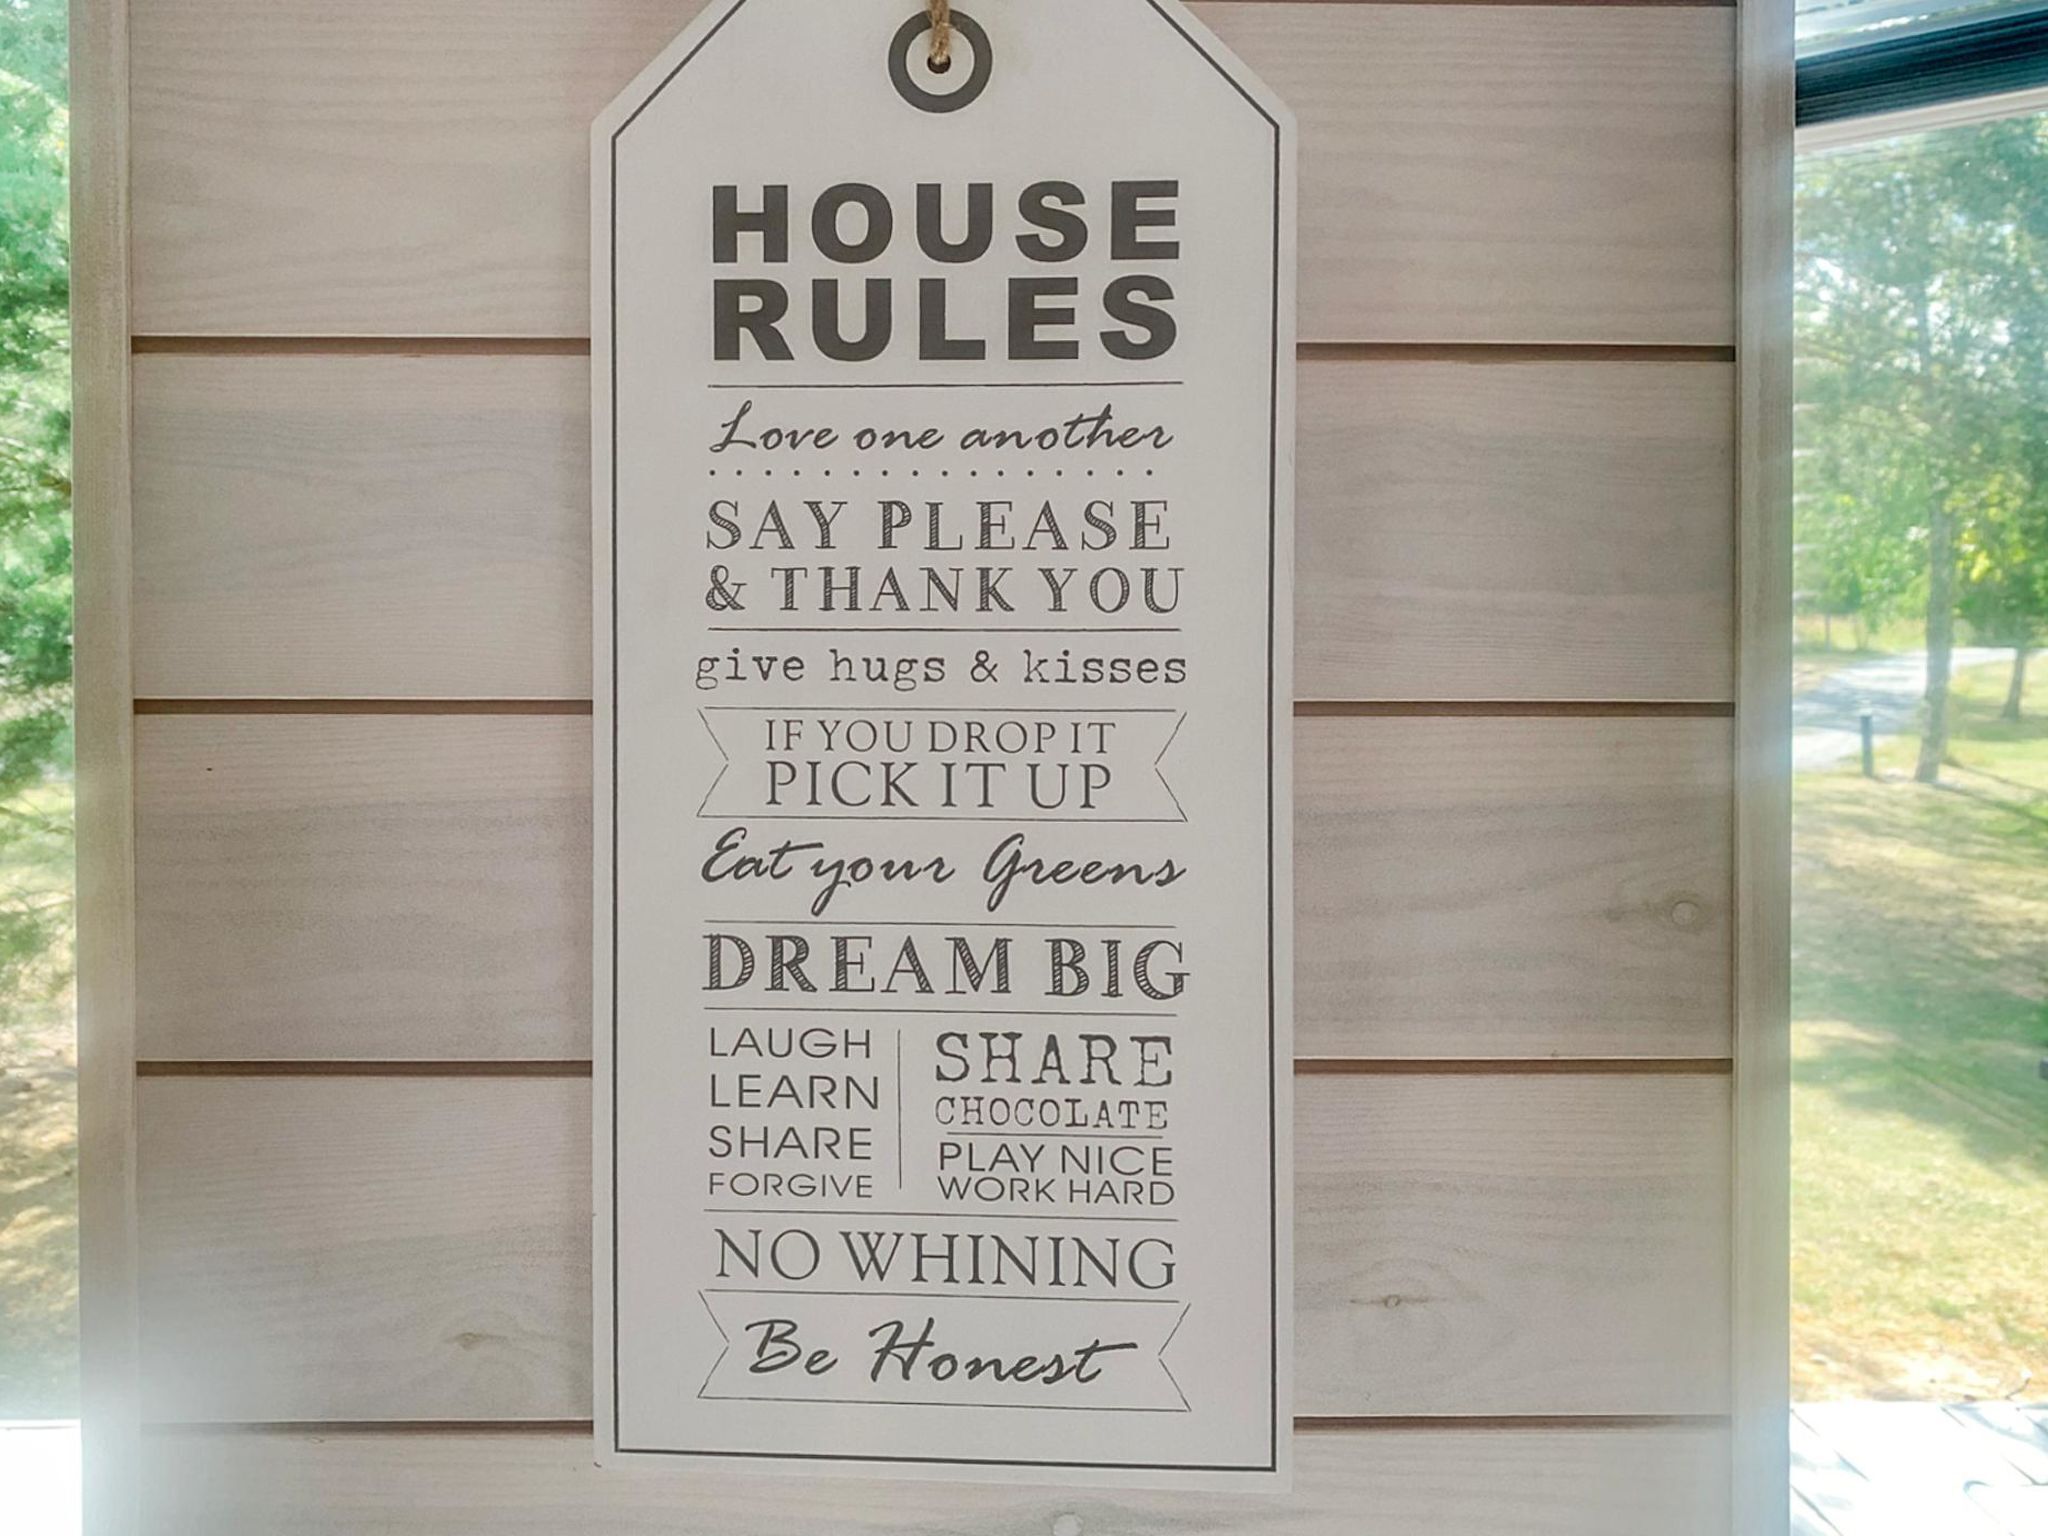 HOUSE
RULES
Love one another
SAY PLEASE
& THANK YOU
give hugs & kisses
IF YOU DROP IT
PICK IT UP
Eat your Greens
DREAM BIG
LAUGH
LEARN
SHARE
FORGIVE
SHARE
CHOCOLATE
PLAY NICE
WORK HARD
NO WHINING
Be Honest